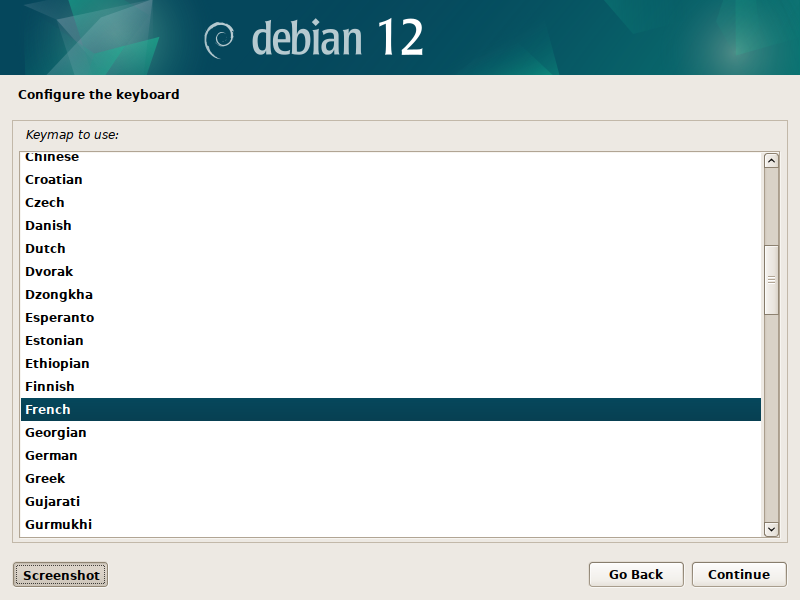 debian 12
Configure the keyboard
Keymap to use:
Chinese
Croatian
Czech
Danish
Dutch
Dvorak
Dzongkha
Esperanto
Estonian
Ethiopian
Finnish
French
Georgian
German
Greek
Gujarati
Gurmukhi
Screenshot
Go Back
Continue